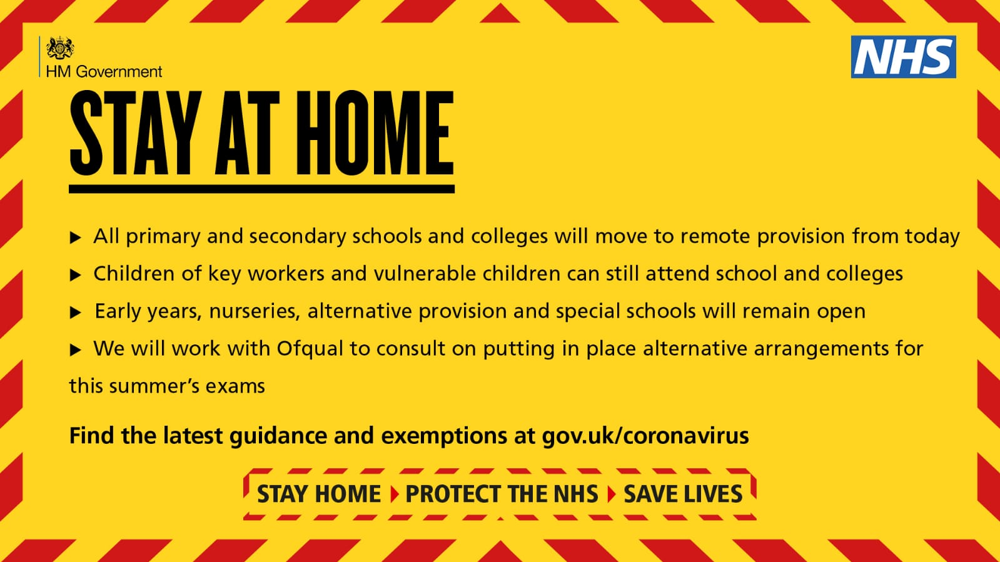 HM Government
NHS
STAY AT HOME
▶ All primary and secondary schools and colleges will move to remote provision from today
▶ Children of key workers and vulnerable children can still attend school and colleges
▶ Early years, nurseries, alternative provision and special schools will remain open
▶ We will work with Ofqual to consult on putting in place alternative arrangements for
this summer’s exams
Find the latest guidance and exemptions at gov.uk/coronavirus
STAY HOME ▶ PROTECT THE NHS ▶ SAVE LIVES